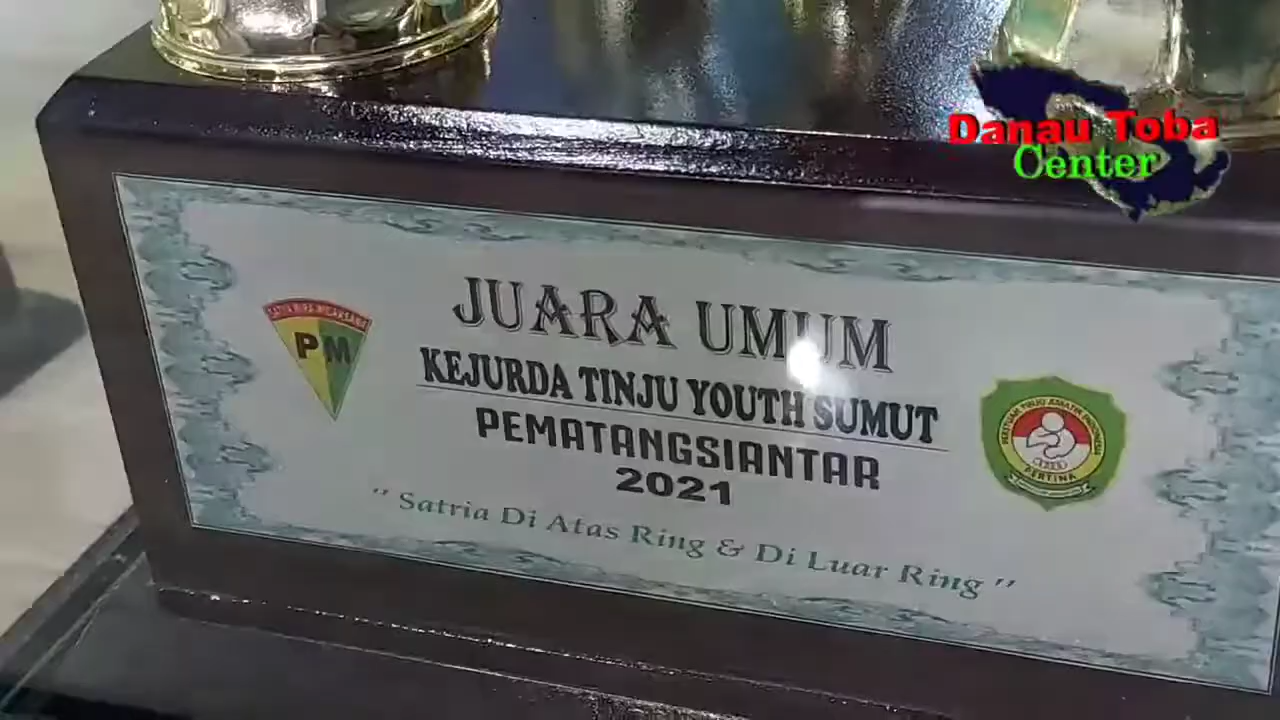 Danau Toba
Center
JUARA UMUM
KEJURDA TINJU YOUTH SUMUT
PEMATANGSIANTAR
2021
" Satria Di Atas Ring & Di Luar Ring "
PM
PERTINA